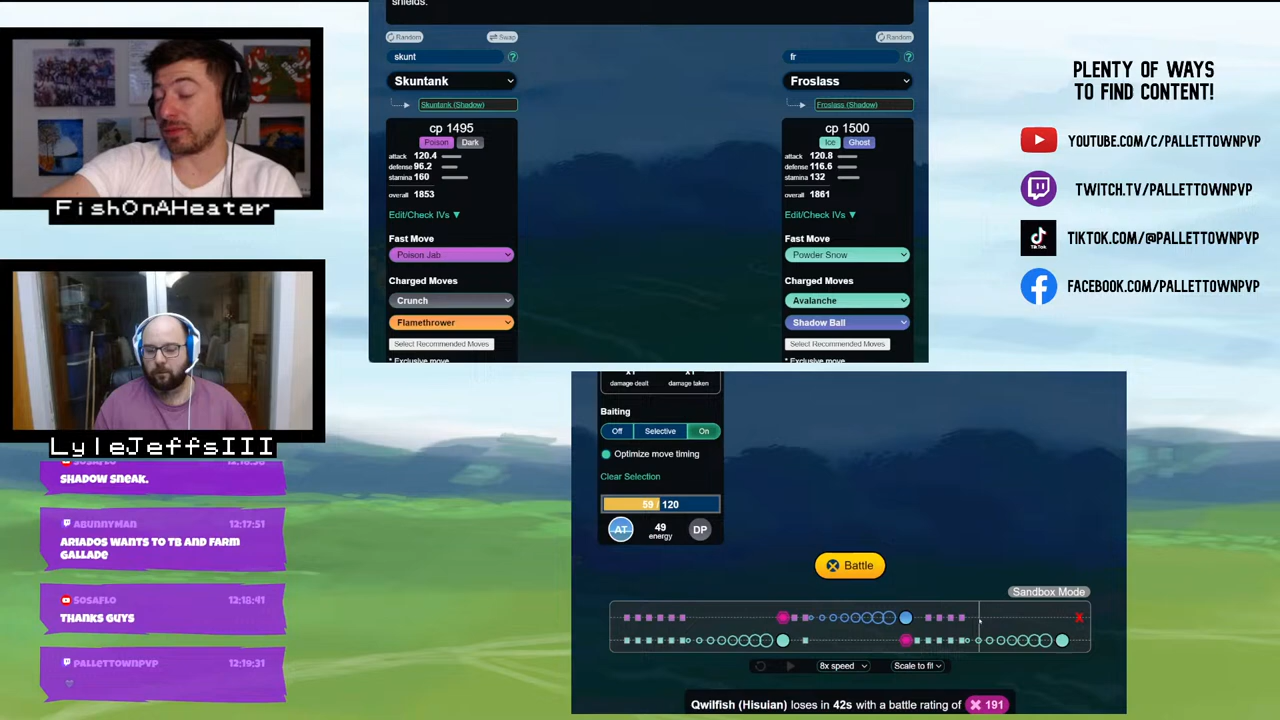 shields.
Random
Swap
Random
skunt
?
fr
?
Skuntank
Froslass
Skuntank (Shadow)
Froslass (Shadow)
cp 1495
cp 1500
Poison Dark
Ice Ghost
attack 120.4
attack 120.8
defense 96.2
defense 116.6
stamina 160
stamina 132
overall 1853
overall 1861
Edit/Check IVs ▼
Edit/Check IVs ▼
Fast Move
Fast Move
Poison Jab
Powder Snow
Charged Moves
Charged Moves
Crunch
Avalanche
Flamethrower
Shadow Ball
Select Recommended Moves
Select Recommended Moves
* Exclusive move
* Exclusive move
PLENTY OF WAYS
TO FIND CONTENT!
YOUTUBE.COM/C/PALLETTOWNPVP
TWITCH.TV/PALLETTOWNPVP
TIKTOK.COM/@PALLETTOWNPVP
FACEBOOK.COM/PALLETTOWNPVP
FishOnAHeater
LyleJeffsIII
SHADOW SNEAK.
ABUNNYMAN 12:17:51
ARIADOS WANTS TO TB AND FARM
GALLADE
SOSAFLO 12:18:41
THANKS GUYS
PALLETTOWNPVP 12:19:31
damage dealt
damage taken
Baiting
Off Selective On
Optimize move timing
Clear Selection
59 / 120
AT
49
energy
DP
Battle
Sandbox Mode
8x speed
Scale to fit
Qwilfish (Hisuian) loses in 42s with a battle rating of 191